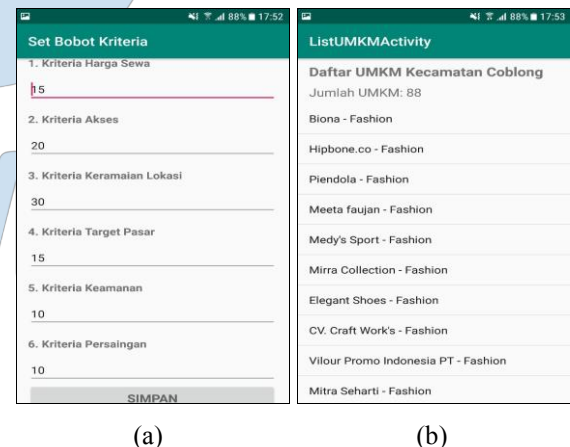 88% 17:52
Set Bobot Kriteria
1. Kriteria Harga Sewa
15
2. Kriteria Akses
20
3. Kriteria Keramaian Lokasi
30
4. Kriteria Target Pasar
15
5. Kriteria Keamanan
10
6. Kriteria Persaingan
10
SIMPAN
(a)
88% 17:53
ListUMKMActivity
Daftar UMKM Kecamatan Coblong
Jumlah UMKM: 88
Biona - Fashion
Hipbone.co - Fashion
Piendola - Fashion
Meeta faujan - Fashion
Medy's Sport - Fashion
Mirra Collection - Fashion
Elegant Shoes - Fashion
CV. Craft Work's - Fashion
Vilour Promo Indonesia PT - Fashion
Mitra Seharti - Fashion
(b)